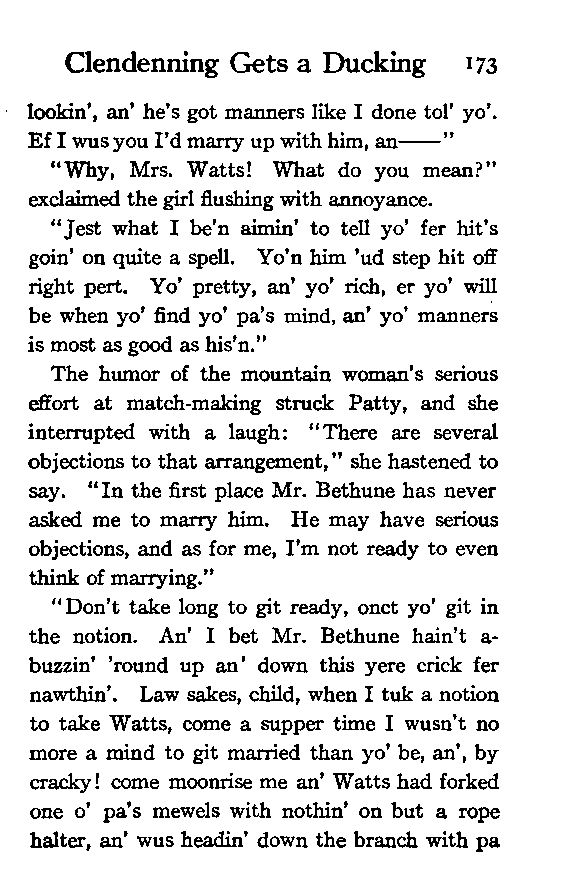 Clendenning Gets a Ducking 173
lookin', an' he's got manners like I done tol' yo'.
Ef I wus you I'd marry up with him, an——"
"Why, Mrs. Watts! What do you mean?"
exclaimed the girl flushing with annoyance.
"Jest what I be'n aimin' to tell yo' fer hit's
goin' on quite a spell. Yo'n him 'ud step hit off
right pert. Yo' pretty, an' yo' rich, er yo' will
be when yo' find yo' pa's mind, an' yo' manners
is most as good as his'n."
The humor of the mountain woman's serious
effort at match-making struck Patty, and she
interrupted with a laugh: "There are several
objections to that arrangement," she hastened to
say. "In the first place Mr. Bethune has never
asked me to marry him. He may have serious
objections, and as for me, I'm not ready to even
think of marrying."
"Don't take long to git ready, onct yo' git in
the notion. An' I bet Mr. Bethune hain't a-
buzzin' 'round up an' down this yere crick fer
nawthin'. Law sakes, child, when I tuk a notion
to take Watts, come a supper time I wusn't no
more a mind to git married than yo' be, an', by
cracky! come moonrise me an' Watts had forked
one o' pa's mewels with nothin' on but a rope
halter, an' wus headin' down the branch with pa